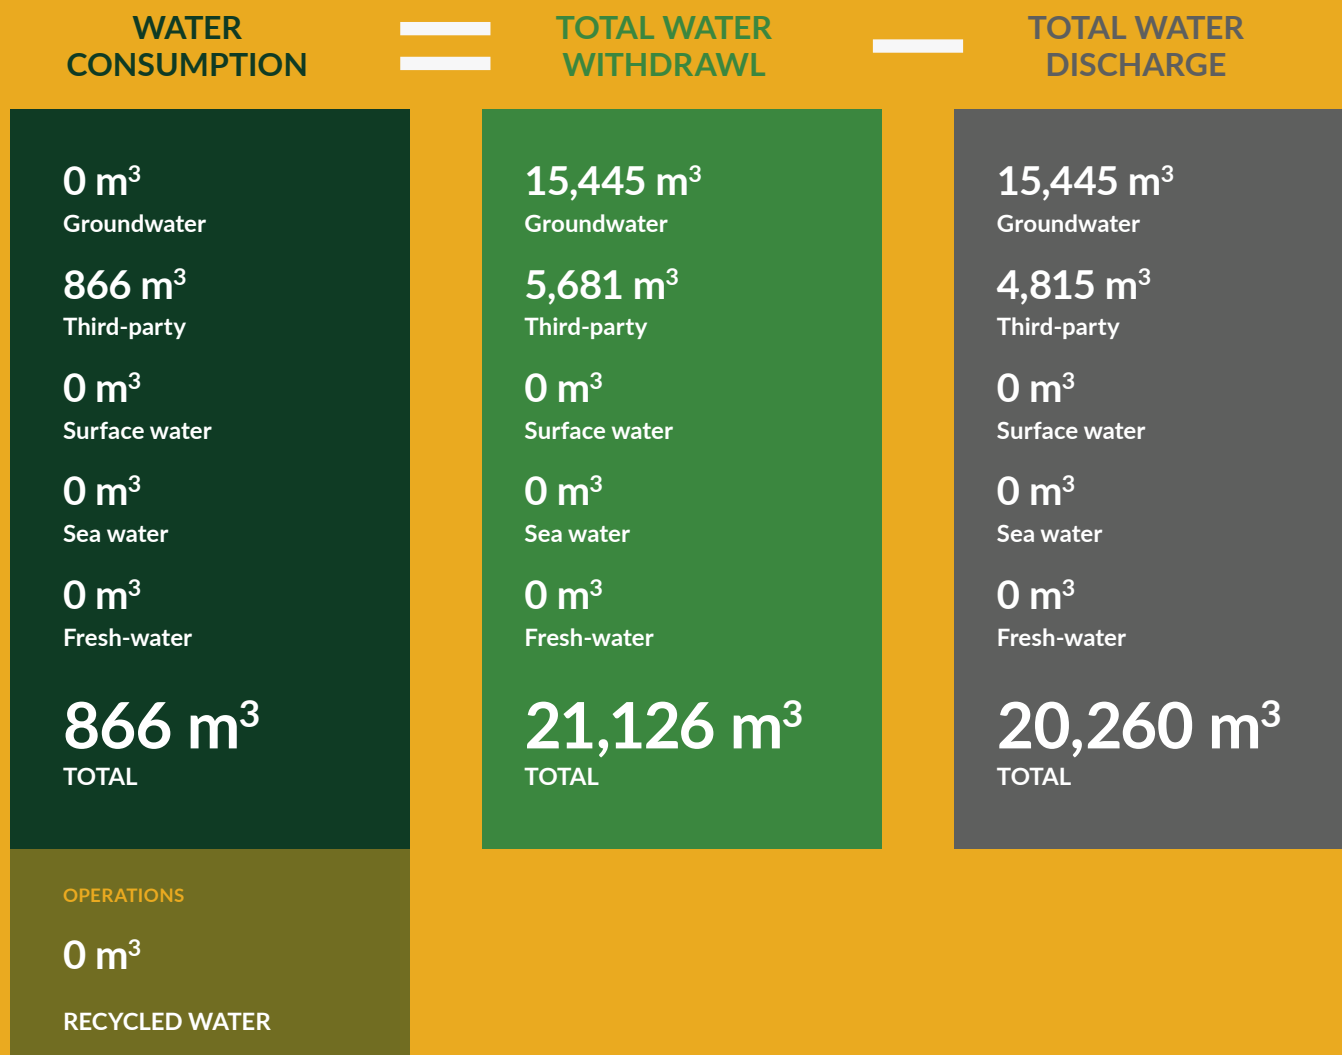 WATER
CONSUMPTION
TOTAL WATER
WITHDRAWL
TOTAL WATER
DISCHARGE
0 m³
Groundwater
866 m³
Third-party
0 m³
Surface water
0 m³
Sea water
0 m³
Fresh-water
866 m³
TOTAL
OPERATIONS
0 m³
RECYCLED WATER
15,445 m³
Groundwater
5,681 m³
Third-party
0 m³
Surface water
0 m³
Sea water
0 m³
Fresh-water
21,126 m³
TOTAL
15,445 m³
Groundwater
4,815 m³
Third-party
0 m³
Surface water
0 m³
Sea water
0 m³
Fresh-water
20,260 m³
TOTAL